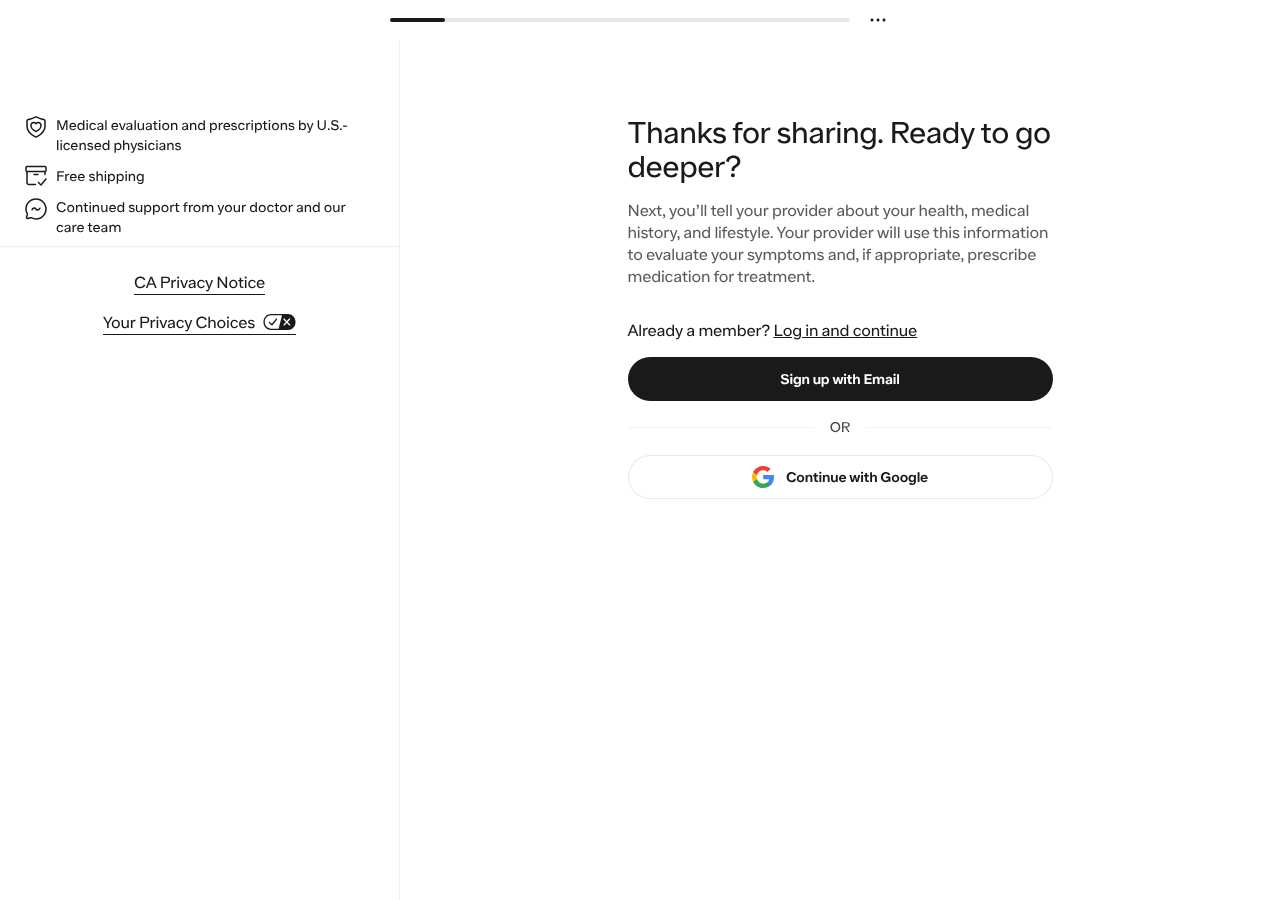 Medical evaluation and prescriptions by U.S.-
licensed physicians
Free shipping
Continued support from your doctor and our
care team
CA Privacy Notice
Your Privacy Choices
Thanks for sharing. Ready to go
deeper?
Next, you’ll tell your provider about your health, medical
history, and lifestyle. Your provider will use this information
to evaluate your symptoms and, if appropriate, prescribe
medication for treatment.
Already a member? Log in and continue
Sign up with Email
OR
Continue with Google